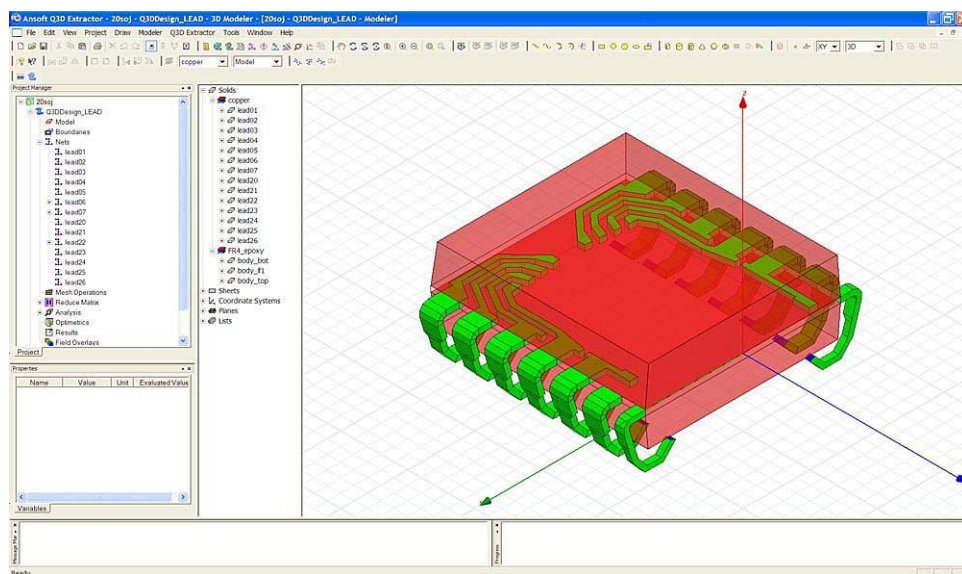 Ansoft Q3D Extractor - 20soj - Q3DDesign_LEAD - 3D Modeler - [20soj - Q3DDesign_LEAD - Modeler]
File Edit View Project Draw Modeler Q3D Extractor Tools Window Help
XY 3D
copper Model
Project Manager
20soj
Q3DDesign_LEAD
Model
Boundaries
Nets
lead01
lead02
lead03
lead04
lead05
lead06
lead07
lead20
lead21
lead22
lead23
lead24
lead25
lead26
Mesh Operations
Reduce Matrix
Analysis
Optimetrics
Results
Field Overlays
Project
Properties
Name Value Unit Evaluated Value
Variables
Solids
copper
lead01
lead02
lead03
lead04
lead05
lead06
lead07
lead20
lead21
lead22
lead23
lead24
lead25
lead26
FR4_epoxy
body_bot
body_f1
body_top
Sheets
Coordinate Systems
Planes
Lists
z
Message Man
Progress
Ready